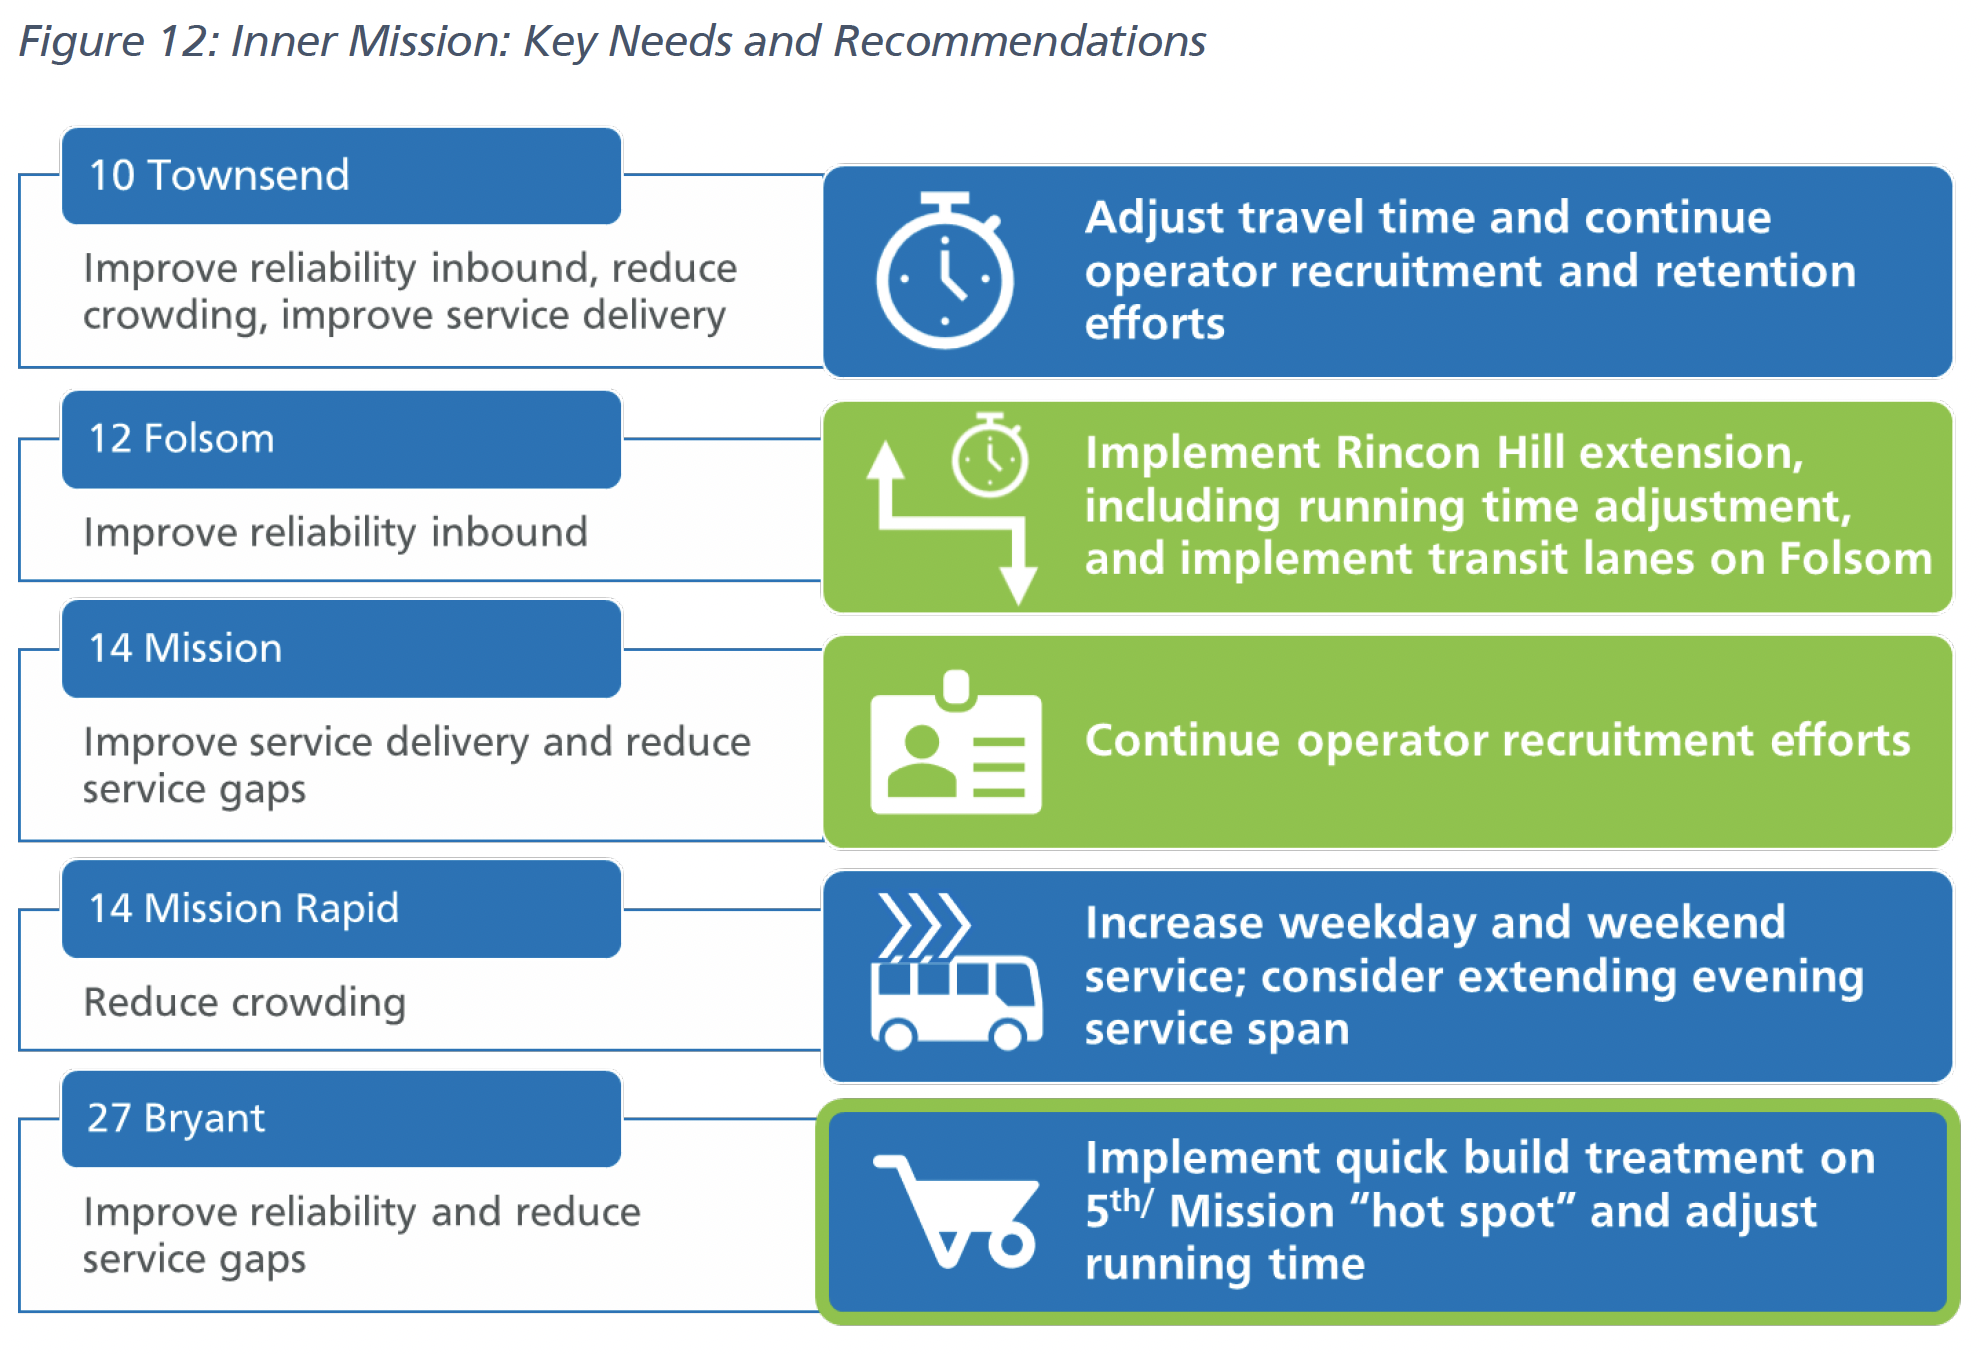 Figure 12: Inner Mission: Key Needs and Recommendations
10 Townsend
Improve reliability inbound, reduce
crowding, improve service delivery
Adjust travel time and continue
operator recruitment and retention
efforts
12 Folsom
Improve reliability inbound
Implement Rincon Hill extension,
including running time adjustment,
and implement transit lanes on Folsom
14 Mission
Improve service delivery and reduce
service gaps
Continue operator recruitment efforts
14 Mission Rapid
Reduce crowding
Increase weekday and weekend
service; consider extending evening
service span
27 Bryant
Improve reliability and reduce
service gaps
Implement quick build treatment on
5th/ Mission “hot spot” and adjust
running time